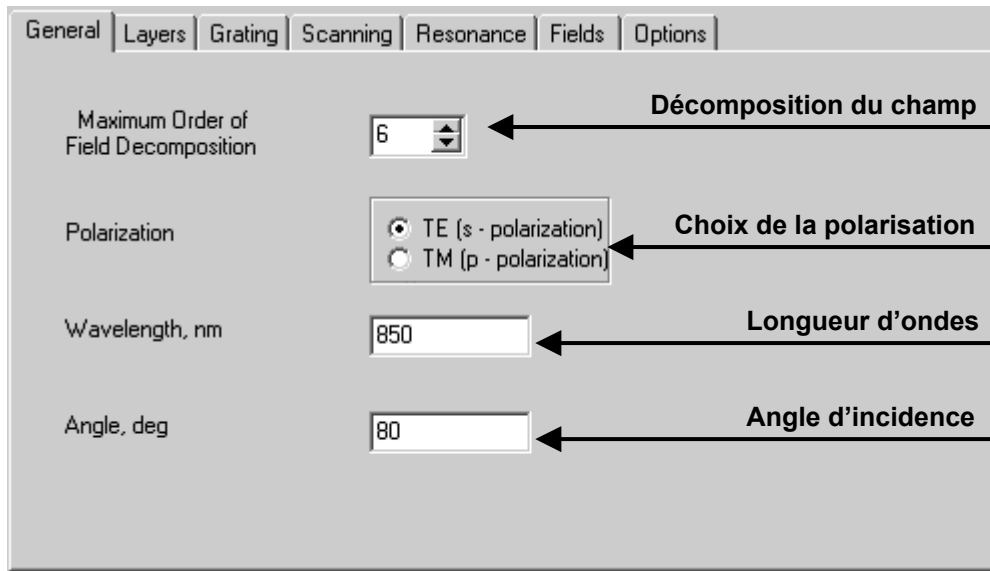 General Layers Grating Scanning Resonance Fields Options
Maximum Order of
Field Decomposition
6
Décomposition du champ
Polarization
TE (s - polarization)
TM (p - polarization)
Choix de la polarisation
Wavelength, nm
850
Longueur d’ondes
Angle, deg
80
Angle d’incidence